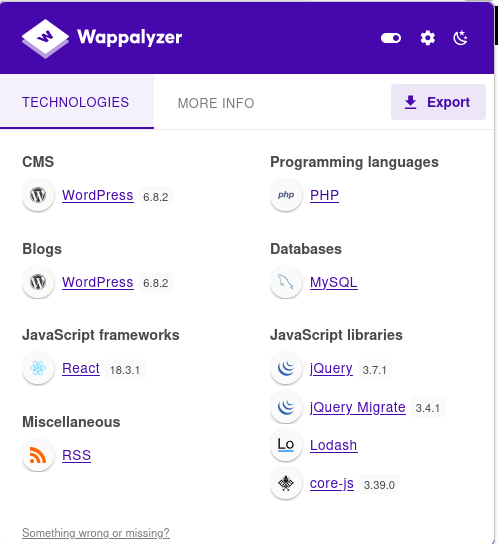 Wappalyzer
TECHNOLOGIES
MORE INFO
Export
CMS
WordPress 6.8.2
Blogs
WordPress 6.8.2
JavaScript frameworks
React 18.3.1
Miscellaneous
RSS
Programming languages
php PHP
Databases
MySQL
JavaScript libraries
jQuery 3.7.1
jQuery Migrate 3.4.1
Lo Lodash
core-js 3.39.0
Something wrong or missing?